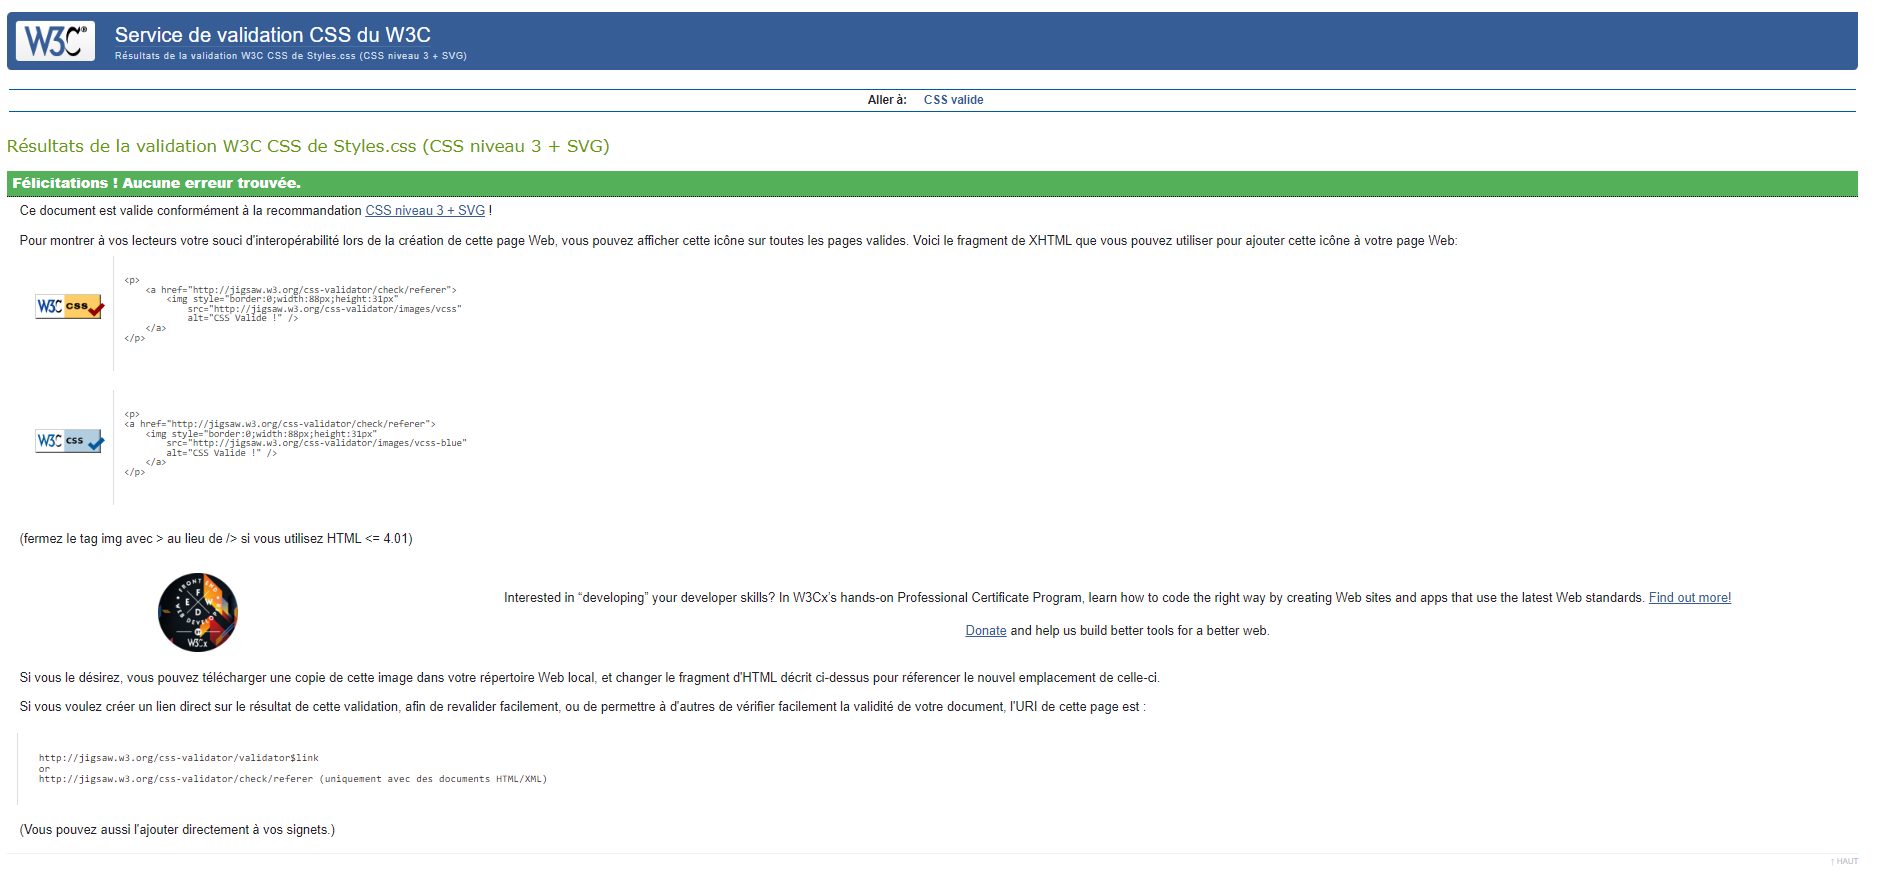 W3C® Service de validation CSS du W3C
Résultats de la validation W3C CSS de Styles.css (CSS niveau 3 + SVG)
Aller à: CSS valide
Résultats de la validation W3C CSS de Styles.css (CSS niveau 3 + SVG)
Félicitations ! Aucune erreur trouvée.
Ce document est valide conformément à la recommandation CSS niveau 3 + SVG !
Pour montrer à vos lecteurs votre souci d'interopérabilité lors de la création de cette page Web, vous pouvez afficher cette icône sur toutes les pages valides. Voici le fragment de XHTML que vous pouvez utiliser pour ajouter cette icône à votre page Web:
W3C css
<p>
<a href="http://jigsaw.w3.org/css-validator/check/referer">
<img style="border:0;width:88px;height:31px"
src="http://jigsaw.w3.org/css-validator/images/vcss"
alt="CSS Valide !" />
</a>
</p>
W3C css
<p>
<a href="http://jigsaw.w3.org/css-validator/check/referer">
<img style="border:0;width:88px;height:31px"
src="http://jigsaw.w3.org/css-validator/images/vcss-blue"
alt="CSS Valide !" />
</a>
</p>
(fermez le tag img avec > au lieu de /> si vous utilisez HTML <= 4.01)
FRONT END
F E W D
WEB DEVELOPER
W3Cx
Interested in “developing” your developer skills? In W3Cx's hands-on Professional Certificate Program, learn how to code the right way by creating Web sites and apps that use the latest Web standards. Find out more!
Donate and help us build better tools for a better web.
Si vous le désirez, vous pouvez télécharger une copie de cette image dans votre répertoire Web local, et changer le fragment d'HTML décrit ci-dessus pour réferencer le nouvel emplacement de celle-ci.
Si vous voulez créer un lien direct sur le résultat de cette validation, afin de revalider facilement, ou de permettre à d'autres de vérifier facilement la validité de votre document, l'URI de cette page est :
http://jigsaw.w3.org/css-validator/validator$link
or
http://jigsaw.w3.org/css-validator/check/referer (uniquement avec des documents HTML/XML)
(Vous pouvez aussi l'ajouter directement à vos signets.)
↑ HAUT